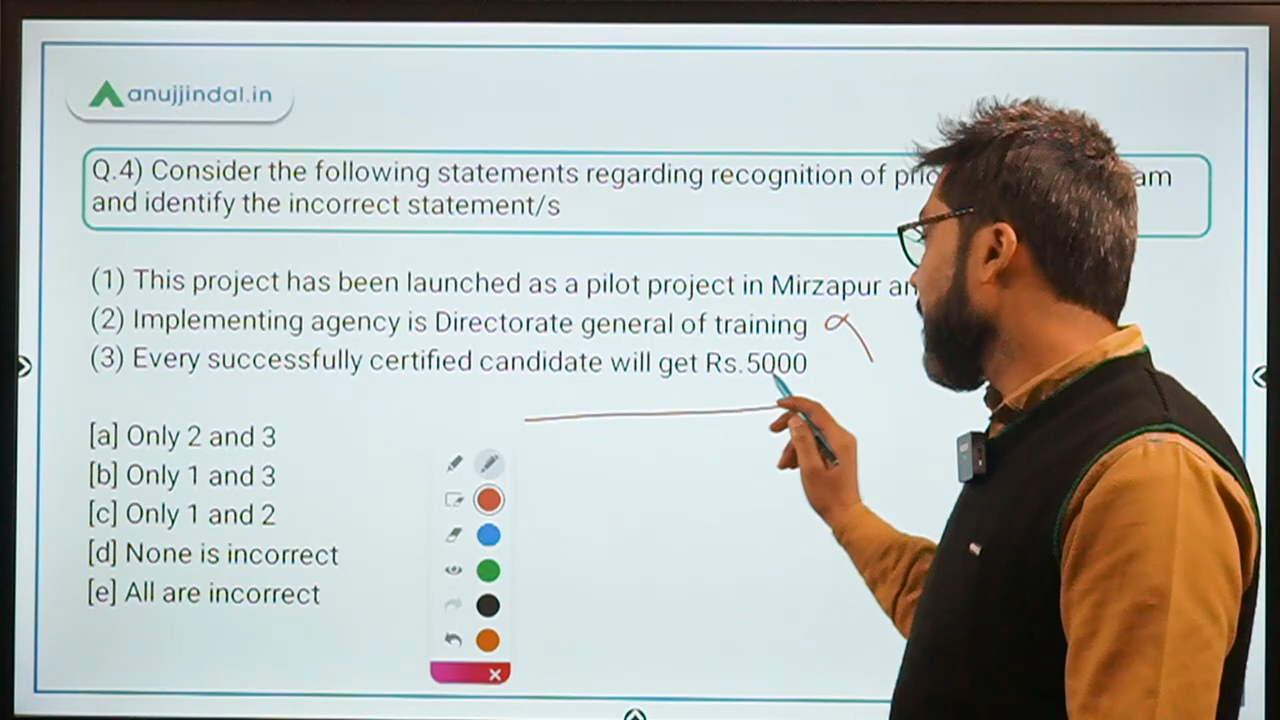 anujjindal.in
Q.4) Consider the following statements regarding recognition of
and identify the incorrect statement/s
(1) This project has been launched as a pilot project in Mirzapur
(2) Implementing agency is Directorate general of training
(3) Every successfully certified candidate will get Rs.5000
[a] Only 2 and 3
[b] Only 1 and 3
[c] Only 1 and 2
[d] None is incorrect
[e] All are incorrect